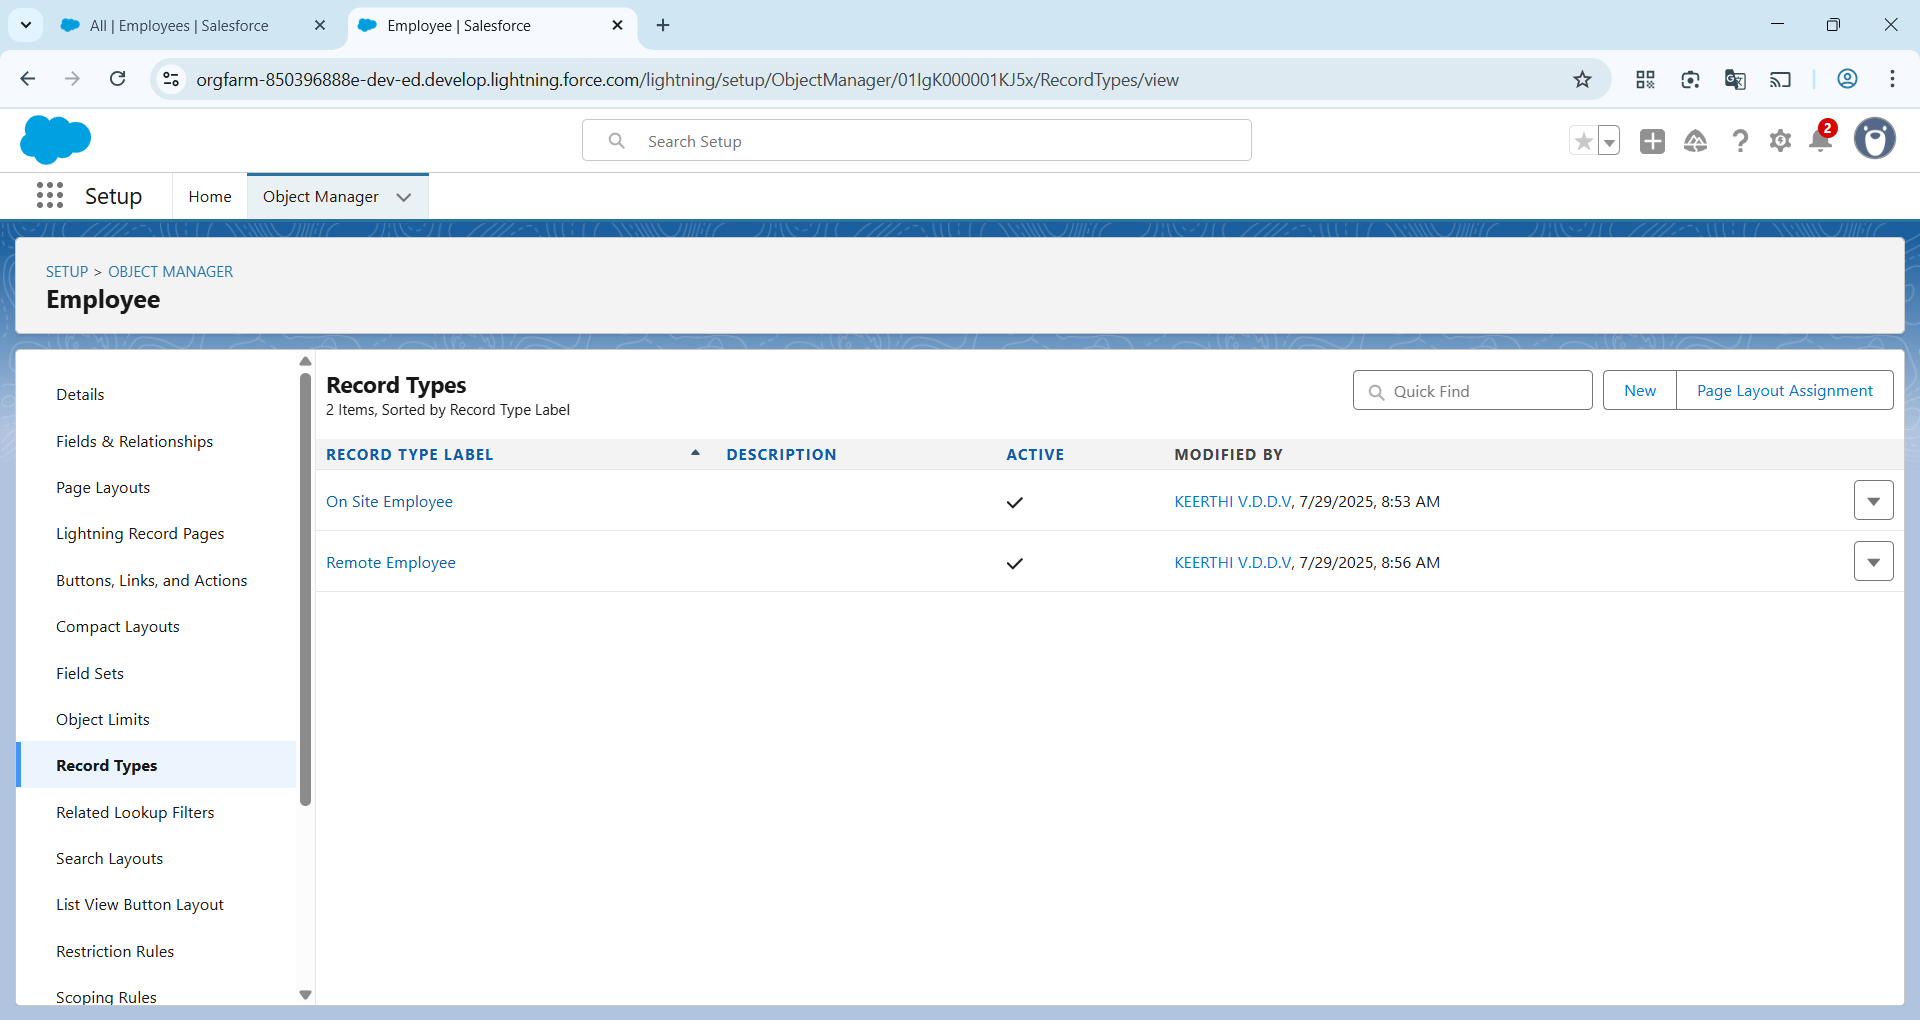 All | Employees | Salesforce
Employee | Salesforce
orgfarm-850396888e-dev-ed.develop.lightning.force.com/lightning/setup/ObjectManager/01IgK000001KJ5x/RecordTypes/view
Search Setup
2
Setup
Home
Object Manager
SETUP > OBJECT MANAGER
Employee
Details
Fields & Relationships
Page Layouts
Lightning Record Pages
Buttons, Links, and Actions
Compact Layouts
Field Sets
Object Limits
Record Types
Related Lookup Filters
Search Layouts
List View Button Layout
Restriction Rules
Scoping Rules
Record Types
2 Items, Sorted by Record Type Label
Quick Find
New
Page Layout Assignment
RECORD TYPE LABEL DESCRIPTION ACTIVE MODIFIED BY
On Site Employee KEERTHI V.D.D.V, 7/29/2025, 8:53 AM
Remote Employee KEERTHI V.D.D.V, 7/29/2025, 8:56 AM